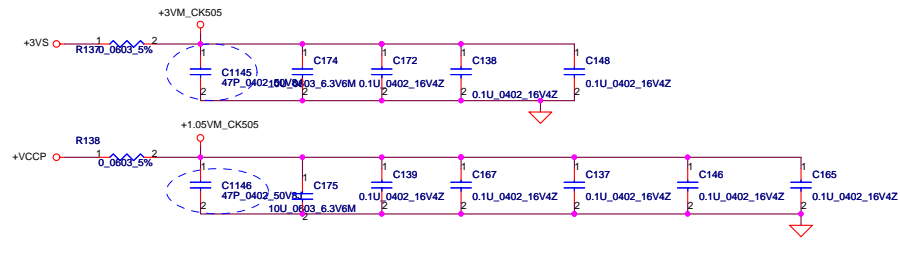 +3VM_CK505
+3VS
1 2
R137 0_0603_5%
1 1 1 1 1
C1145 C174 C172 C138 C148
47P_0402_50V8J 10U_0603_6.3V6M 0.1U_0402_16V4Z 0.1U_0402_16V4Z 0.1U_0402_16V4Z
2 2 2 2 2
+1.05VM_CK505
R138
+VCCP
1 2
0_0603_5%
1 1 1 1 1 1 1
C1146 C175 C139 C167 C137 C146 C165
47P_0402_50V8J 10U_0603_6.3V6M 0.1U_0402_16V4Z 0.1U_0402_16V4Z 0.1U_0402_16V4Z 0.1U_0402_16V4Z 0.1U_0402_16V4Z
2 2 2 2 2 2 2